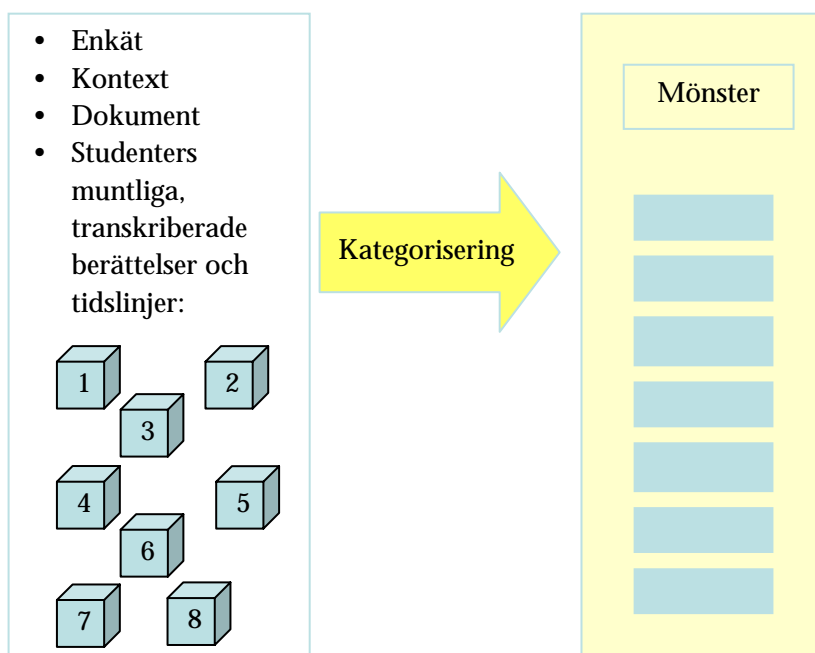 • Enkät
• Kontext
• Dokument
• Studenters
muntliga,
transkriberade
berättelser och
tidslinjer:
1
2
3
4
5
6
7
8
Kategorisering
Mönster